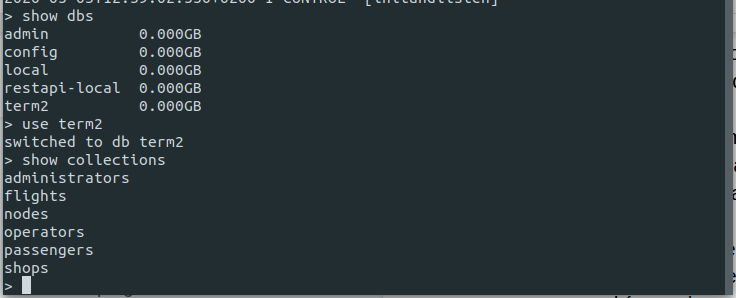 > show dbs
admin 0.000GB
config 0.000GB
local 0.000GB
restapi-local 0.000GB
term2 0.000GB
> use term2
switched to db term2
> show collections
administrators
flights
nodes
operators
passengers
shops
>